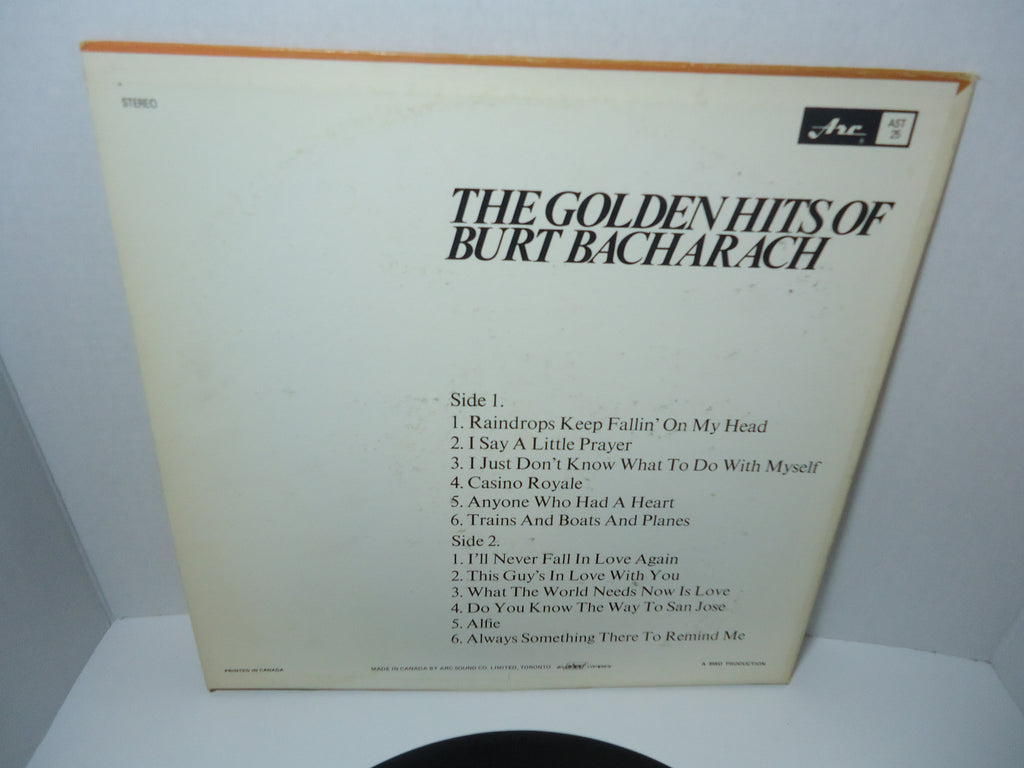 STEREO
Arc
AST
25
THE GOLDEN HITS OF
BURT BACHARACH
Side 1.
1. Raindrops Keep Fallin' On My Head
2. I Say A Little Prayer
3. I Just Don't Know What To Do With Myself
4. Casino Royale
5. Anyone Who Had A Heart
6. Trains And Boats And Planes
Side 2.
1. I'll Never Fall In Love Again
2. This Guy's In Love With You
3. What The World Needs Now Is Love
4. Do You Know The Way To San Jose
5. Alfie
6. Always Something There To Remind Me
PRINTED IN CANADA
MADE IN CANADA BY ARC SOUND CO. LIMITED, TORONTO an company
A BIRD PRODUCTION